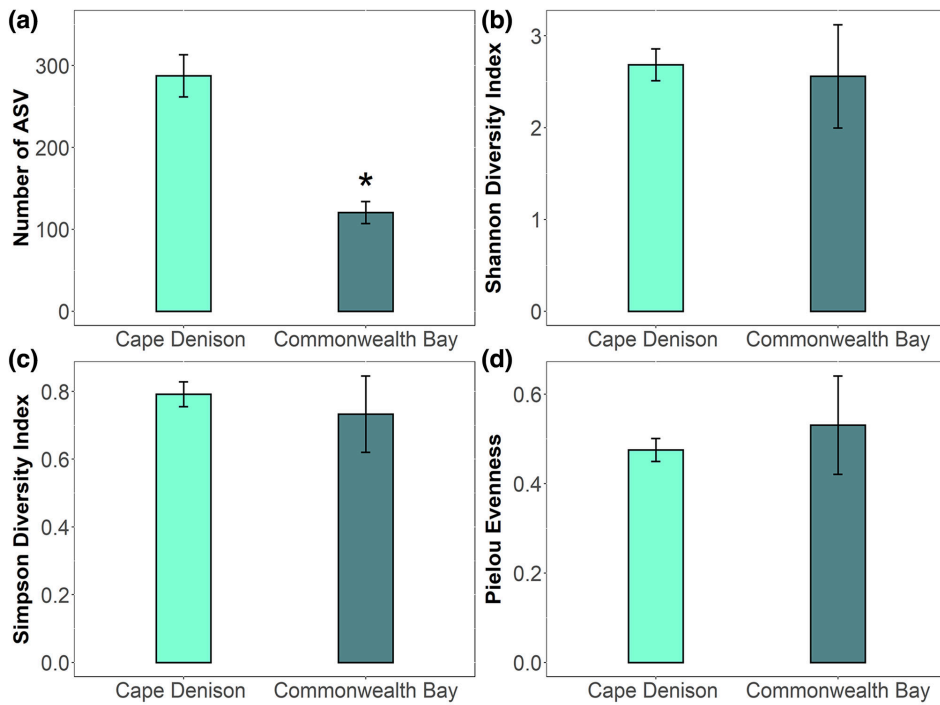 (a)
Number of ASV
300
200
100
0
*
Cape Denison Commonwealth Bay
(b)
Shannon Diversity Index
3
2
1
0
Cape Denison Commonwealth Bay
(c)
Simpson Diversity Index
0.8
0.6
0.4
0.2
0.0
Cape Denison Commonwealth Bay
(d)
Pielou Evenness
0.6
0.4
0.2
0.0
Cape Denison Commonwealth Bay